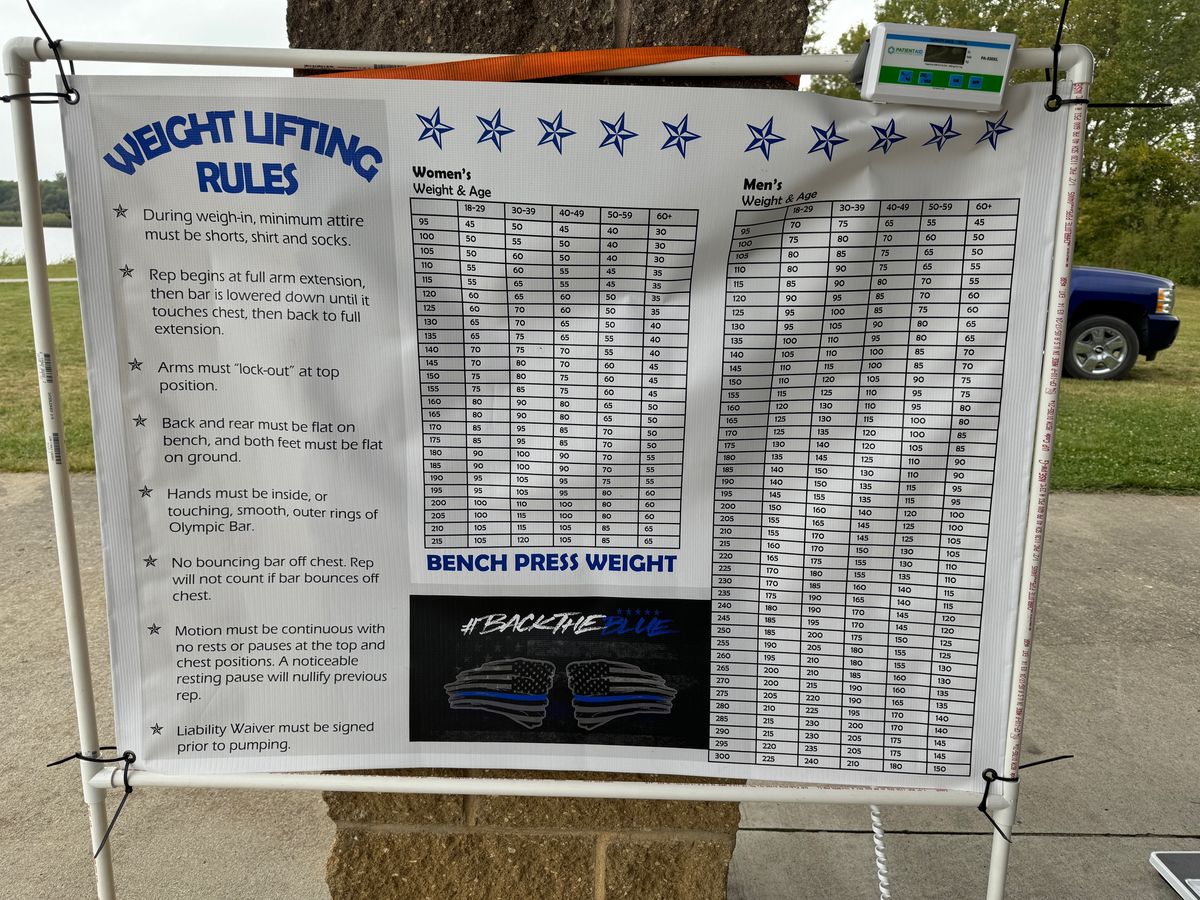 PATIENT AID
PA-550XL
WEIGHT LIFTING
RULES
During weigh-in, minimum attire
must be shorts, shirt and socks.
Rep begins at full arm extension,
then bar is lowered down until it
touches chest, then back to full
extension.
Arms must "lock-out" at top
position.
Back and rear must be flat on
bench, and both feet must be flat
on ground.
Hands must be inside, or
touching, smooth, outer rings of
Olympic Bar.
No bouncing bar off chest. Rep
will not count if bar bounces off
chest.
Motion must be continuous with
no rests or pauses at the top and
chest positions. A noticeable
resting pause will nullify previous
rep.
Liability Waiver must be signed
prior to pumping.
Women's
Weight & Age
18-29 30-39 40-49 50-59 60+
95 45 50 45 40 30
100 50 50 45 40 30
105 50 55 50 40 30
110 55 60 55 45 35
115 55 65 55 45 35
120 60 65 60 50 35
125 60 70 60 50 35
130 65 70 65 50 40
135 65 75 65 55 40
140 70 75 70 55 40
145 70 80 70 60 45
150 75 80 75 60 45
155 75 85 75 60 45
160 80 90 80 65 50
165 80 90 80 65 50
170 85 95 85 70 50
175 85 95 85 70 50
180 90 100 90 70 55
185 90 100 90 70 55
190 95 105 95 75 55
195 95 105 95 80 60
200 100 110 100 80 60
205 100 115 100 80 60
210 105 115 105 85 65
215 105 120 105 85 65
BENCH PRESS WEIGHT
#BACKTHEBLUE
Men's
Weight & Age
18-29 30-39 40-49 50-59 60+
95 70 75 65 55 45
100 75 80 70 60 50
105 80 85 70 60 50
110 80 90 75 65 55
115 85 90 80 65 55
120 90 95 85 70 60
125 90 100 85 75 60
130 95 105 90 80 65
135 100 110 95 80 65
140 105 110 100 85 70
145 105 115 100 85 70
150 110 120 105 90 75
155 115 125 110 95 75
160 120 130 110 95 80
165 120 130 115 100 80
170 125 135 115 100 85
175 130 140 120 105 85
180 135 145 125 110 90
185 140 150 130 110 90
190 140 150 135 115 95
195 145 155 135 115 95
200 150 160 140 120 100
205 155 165 145 125 100
210 160 170 145 125 105
215 160 170 150 130 105
220 165 175 155 130 110
225 170 180 155 135 110
230 175 185 160 140 115
235 175 190 165 140 115
240 180 190 165 145 120
245 185 195 170 145 120
250 185 200 175 150 125
255 190 205 180 155 125
260 195 210 180 155 130
265 200 210 185 160 130
270 200 215 190 160 135
275 205 220 190 165 135
280 210 225 195 165 140
285 215 230 200 170 140
290 215 230 205 175 145
295 220 235 205 175 145
300 225 240 210 180 150